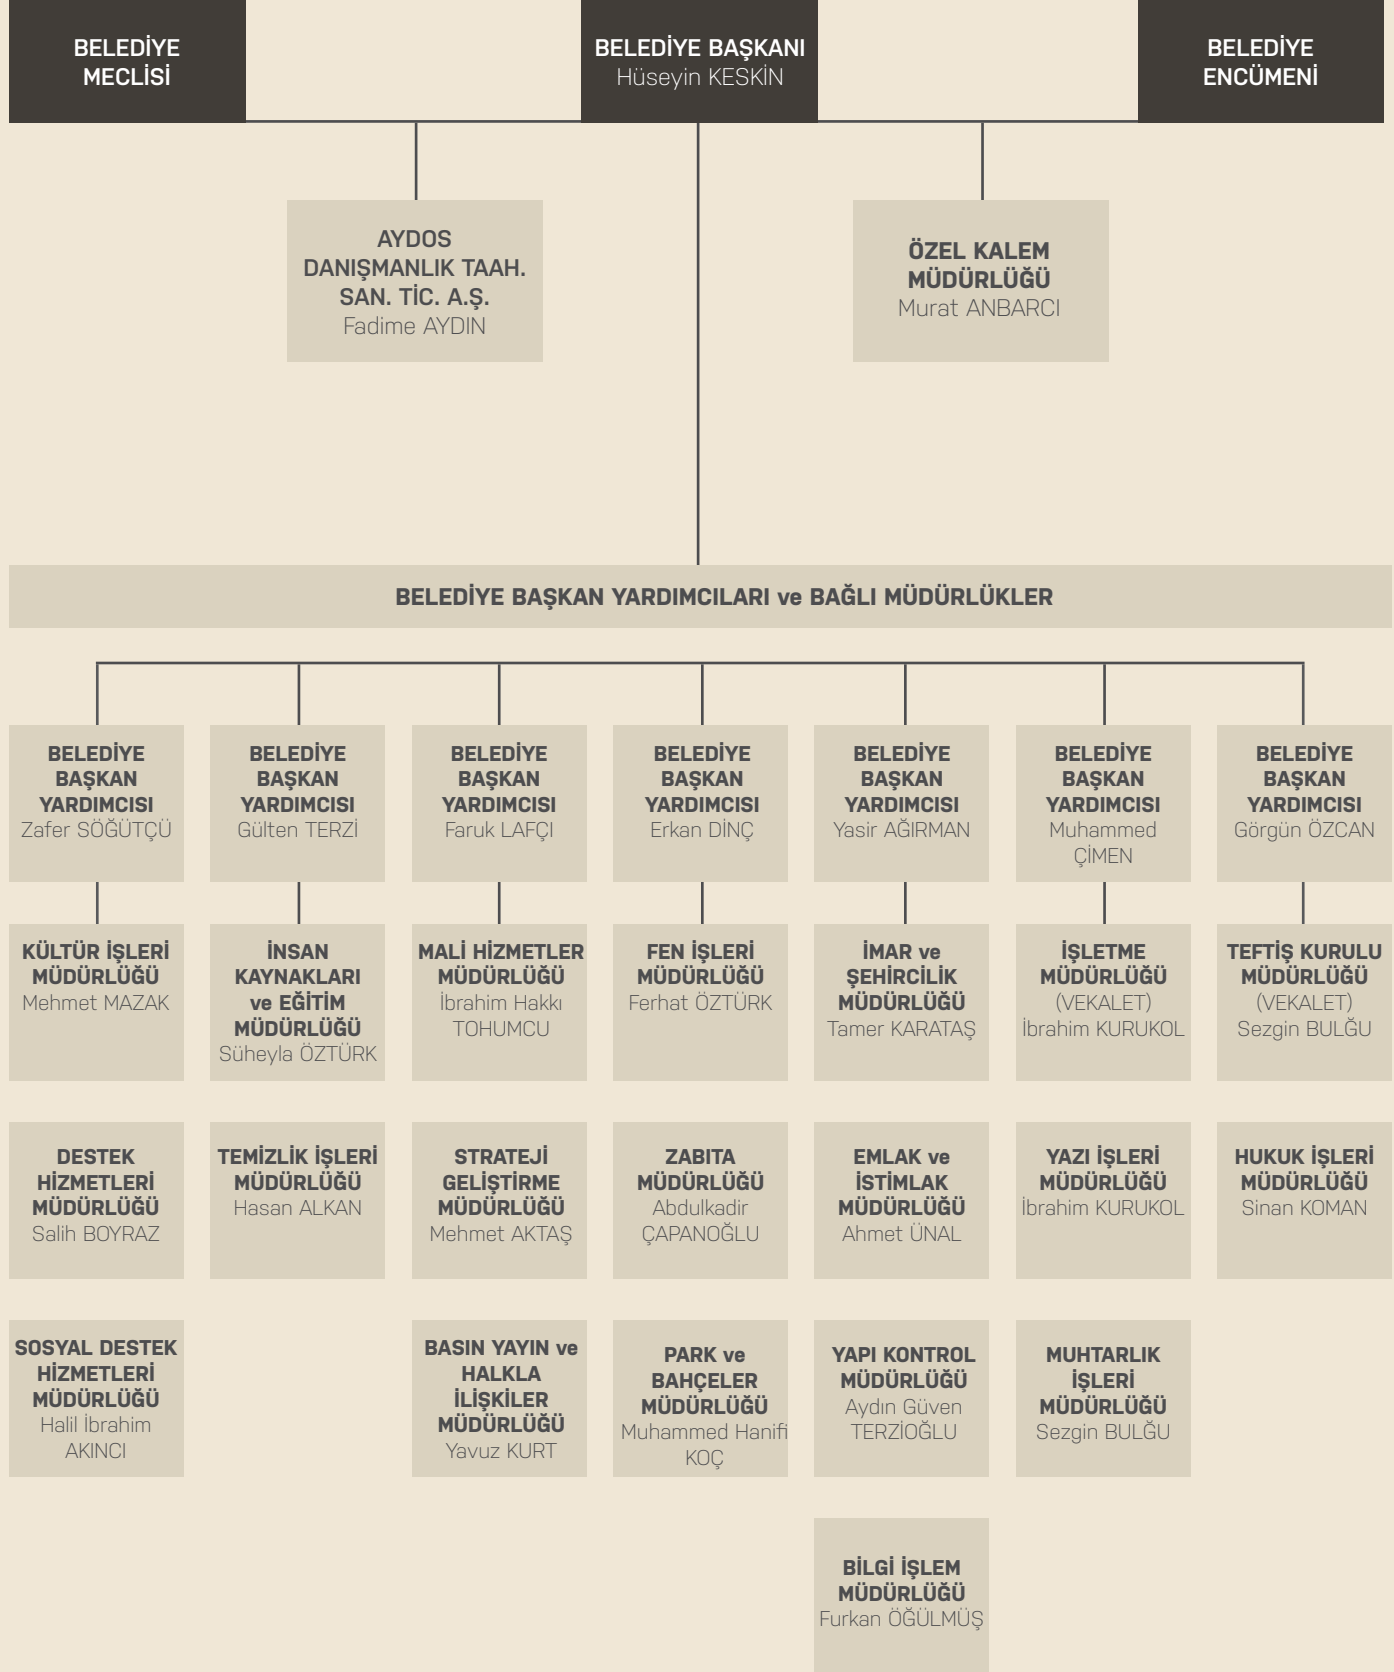 BELEDİYE
MECLİSİ
BELEDİYE BAŞKANI
Hüseyin KESKİN
BELEDİYE
ENCÜMENİ
AYDOS
DANIŞMANLIK TAAH.
SAN. TİC. A.Ş.
Fadime AYDIN
ÖZEL KALEM
MÜDÜRLÜĞÜ
Murat ANBARCI
BELEDİYE BAŞKAN YARDIMCILARI ve BAĞLI MÜDÜRLÜKLER
BELEDİYE
BAŞKAN
YARDIMCISI
Zafer SÖĞÜTÇÜ
BELEDİYE
BAŞKAN
YARDIMCISI
Gülten TERZİ
BELEDİYE
BAŞKAN
YARDIMCISI
Faruk LAFÇI
BELEDİYE
BAŞKAN
YARDIMCISI
Erkan DİNÇ
BELEDİYE
BAŞKAN
YARDIMCISI
Yasir AĞIRMAN
BELEDİYE
BAŞKAN
YARDIMCISI
Muhammed
ÇİMEN
BELEDİYE
BAŞKAN
YARDIMCISI
Görgün ÖZCAN
KÜLTÜR İŞLERİ
MÜDÜRLÜĞÜ
Mehmet MAZAK
İNSAN
KAYNAKLARI
ve EĞİTİM
MÜDÜRLÜĞÜ
Süheyla ÖZTÜRK
MALİ HİZMETLER
MÜDÜRLÜĞÜ
İbrahim Hakkı
TOHUMCU
FEN İŞLERİ
MÜDÜRLÜĞÜ
Ferhat ÖZTÜRK
İMAR ve
ŞEHİRCİLİK
MÜDÜRLÜĞÜ
Tamer KARATAŞ
İŞLETME
MÜDÜRLÜĞÜ
(VEKALET)
İbrahim KURUKOL
TEFTİŞ KURULU
MÜDÜRLÜĞÜ
(VEKALET)
Sezgin BULĞU
DESTEK
HİZMETLERİ
MÜDÜRLÜĞÜ
Salih BOYRAZ
TEMİZLİK İŞLERİ
MÜDÜRLÜĞÜ
Hasan ALKAN
STRATEJİ
GELİŞTİRME
MÜDÜRLÜĞÜ
Mehmet AKTAŞ
ZABITA
MÜDÜRLÜĞÜ
Abdulkadir
ÇAPANOĞLU
EMLAK ve
İSTİMLAK
MÜDÜRLÜĞÜ
Ahmet ÜNAL
YAZI İŞLERİ
MÜDÜRLÜĞÜ
İbrahim KURUKOL
HUKUK İŞLERİ
MÜDÜRLÜĞÜ
Sinan KOMAN
SOSYAL DESTEK
HİZMETLERİ
MÜDÜRLÜĞÜ
Halil İbrahim
AKINCI
BASIN YAYIN ve
HALKLA
İLİŞKİLER
MÜDÜRLÜĞÜ
Yavuz KURT
PARK ve
BAHÇELER
MÜDÜRLÜĞÜ
Muhammed Hanifi
KOÇ
YAPI KONTROL
MÜDÜRLÜĞÜ
Aydın Güven
TERZİOĞLU
MUHTARLIK
İŞLERİ
MÜDÜRLÜĞÜ
Sezgin BULĞU
BİLGİ İŞLEM
MÜDÜRLÜĞÜ
Furkan ÖĞÜLMÜŞ